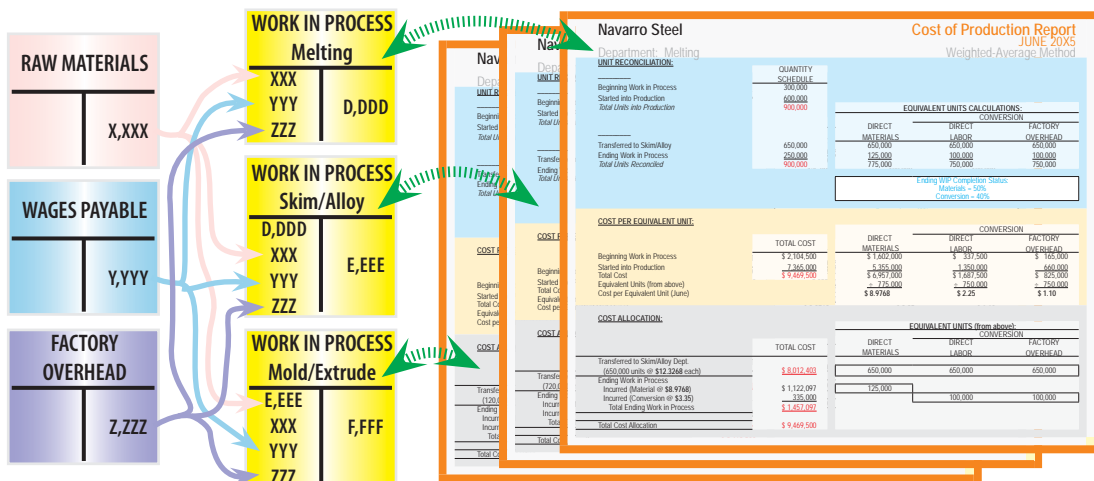 RAW MATERIALS
X,XXX
WAGES PAYABLE
Y,YYY
FACTORY
OVERHEAD
Z,ZZZ
WORK IN PROCESS
Melting
XXX
YYY
ZZZ
D,DDD
WORK IN PROCESS
Skim/Alloy
D,DDD
XXX
YYY
ZZZ
E,EEE
WORK IN PROCESS
Mold/Extrude
E,EEE
XXX
YYY
ZZZ
F,FFF
Navarro Steel
Cost of Production Report
JUNE 20X5
Department: Melting
Weighted-Average Method
UNIT RECONCILIATION:
QUANTITY
SCHEDULE
Beginning Work in Process 300,000
Started into Production 600,000
Total Units into Production 900,000
EQUIVALENT UNITS CALCULATIONS:
CONVERSION
DIRECT DIRECT FACTORY
MATERIALS LABOR OVERHEAD
Transferred to Skim/Alloy 650,000 650,000 650,000 650,000
Ending Work in Process 250,000 125,000 100,000 100,000
Total Units Reconciled 900,000 775,000 750,000 750,000
Ending WIP Completion Status:
Materials – 50%
Conversion – 40%
COST PER EQUIVALENT UNIT:
CONVERSION
TOTAL COST DIRECT DIRECT FACTORY
MATERIALS LABOR OVERHEAD
Beginning Work in Process $ 2,104,500 $ 1,602,000 $ 337,500 $ 165,000
Started into Production 7,365,000 5,355,000 1,350,000 660,000
Total Cost $ 9,469,500 $ 6,957,000 $ 1,687,500 $ 825,000
Equivalent Units (from above) ÷ 775,000 ÷ 750,000 ÷ 750,000
Cost per Equivalent Unit (June) $ 8.9768 $ 2.25 $ 1.10
COST ALLOCATION:
EQUIVALENT UNITS (from above):
CONVERSION
TOTAL COST DIRECT DIRECT FACTORY
MATERIALS LABOR OVERHEAD
Transferred to Skim/Alloy Dept.
(650,000 units @ $12.3268 each) $ 8,012,403 650,000 650,000 650,000
Ending Work in Process
Incurred (Material @ $8.9768) $ 1,122,097 125,000
Incurred (Conversion @ $3.35) 335,000 100,000 100,000
Total Ending Work in Process $ 1,457,097
Total Cost Allocation $ 9,469,500